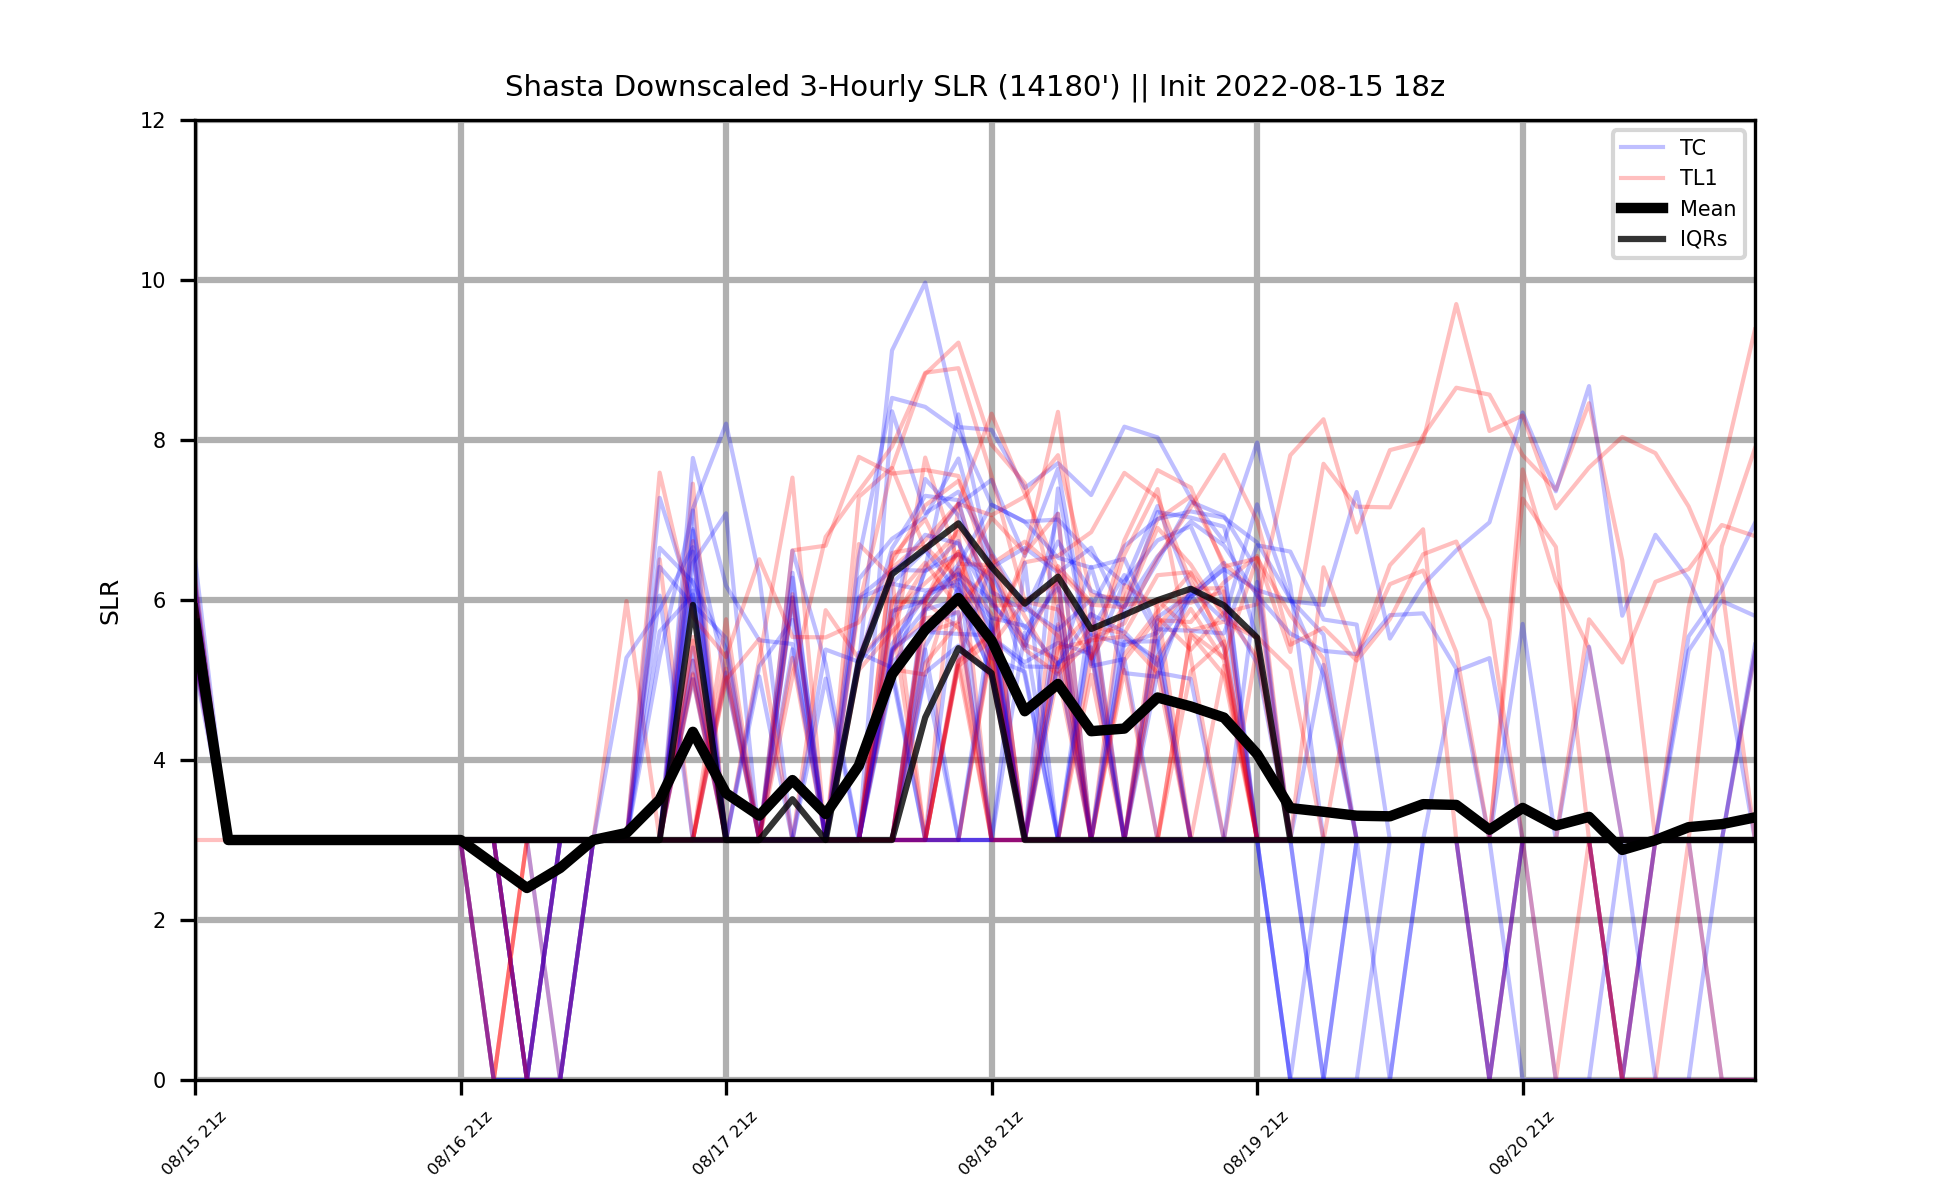 Shasta Downscaled 3-Hourly SLR (14180') || Init 2022-08-15 18z
12
10
8
6
4
2
0
SLR
TC
TL1
Mean
IQRs
08/15 21z
08/16 21z
08/17 21z
08/18 21z
08/19 21z
08/20 21z